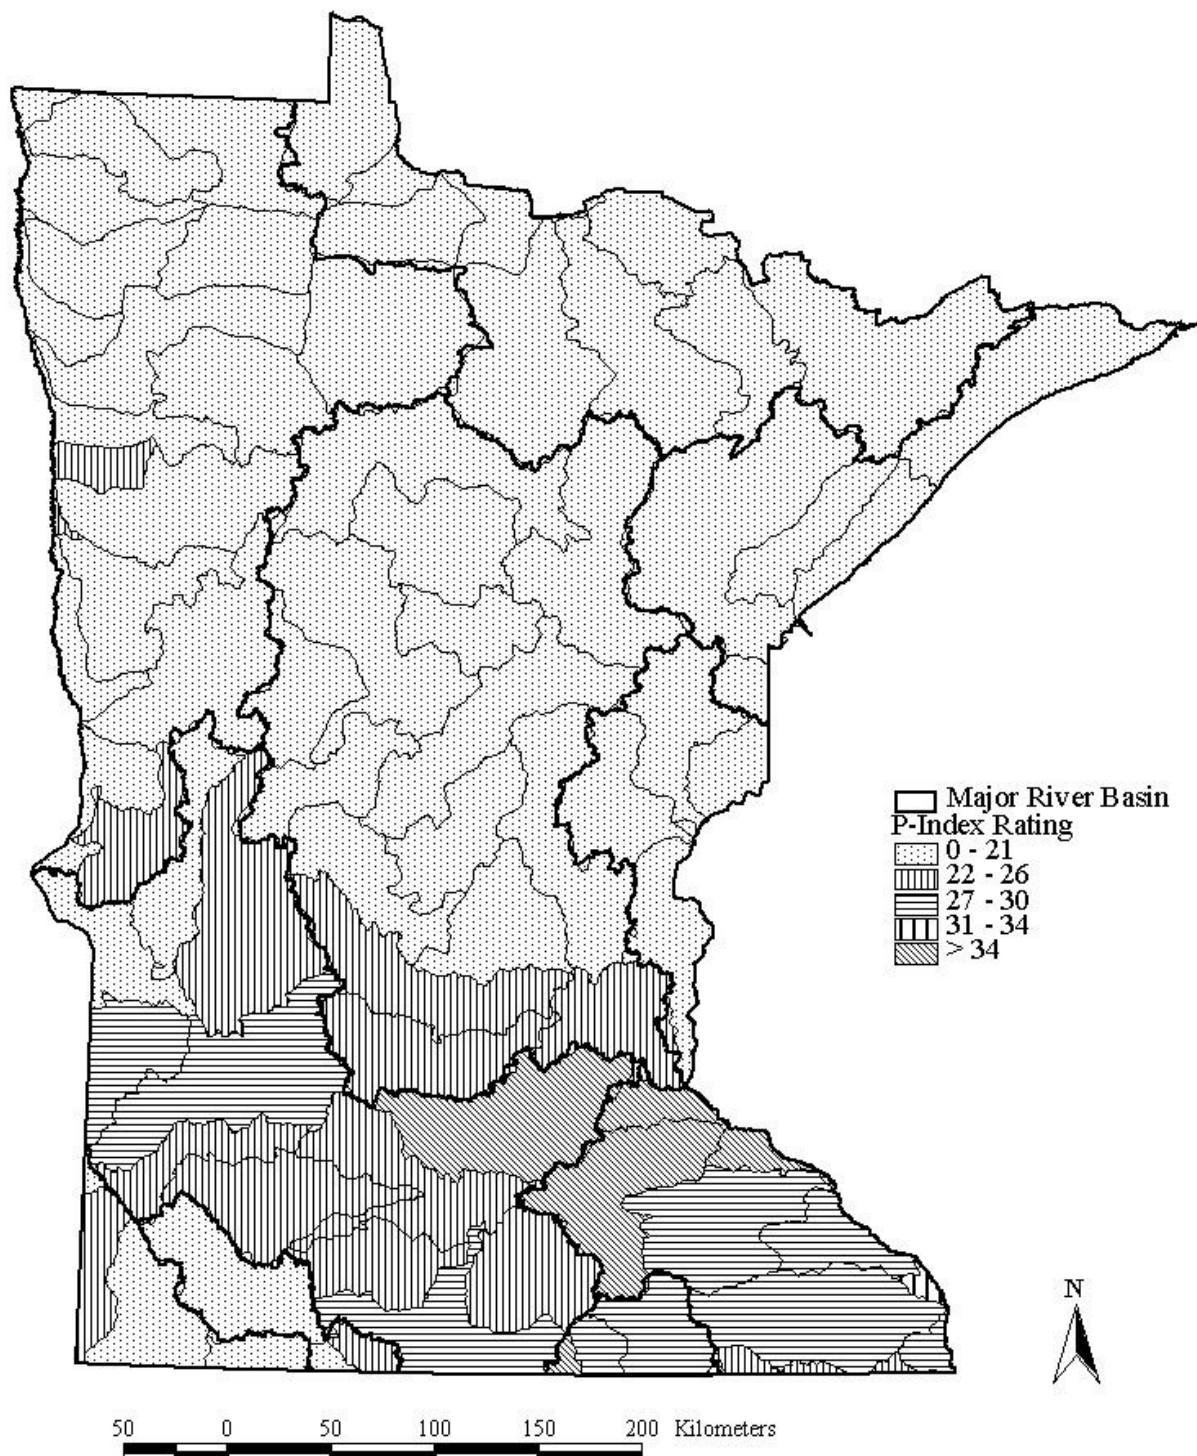 Major River Basin
P-Index Rating
0 - 21
22 - 26
27 - 30
31 - 34
> 34
N
50 0 50 100 150 200 Kilometers